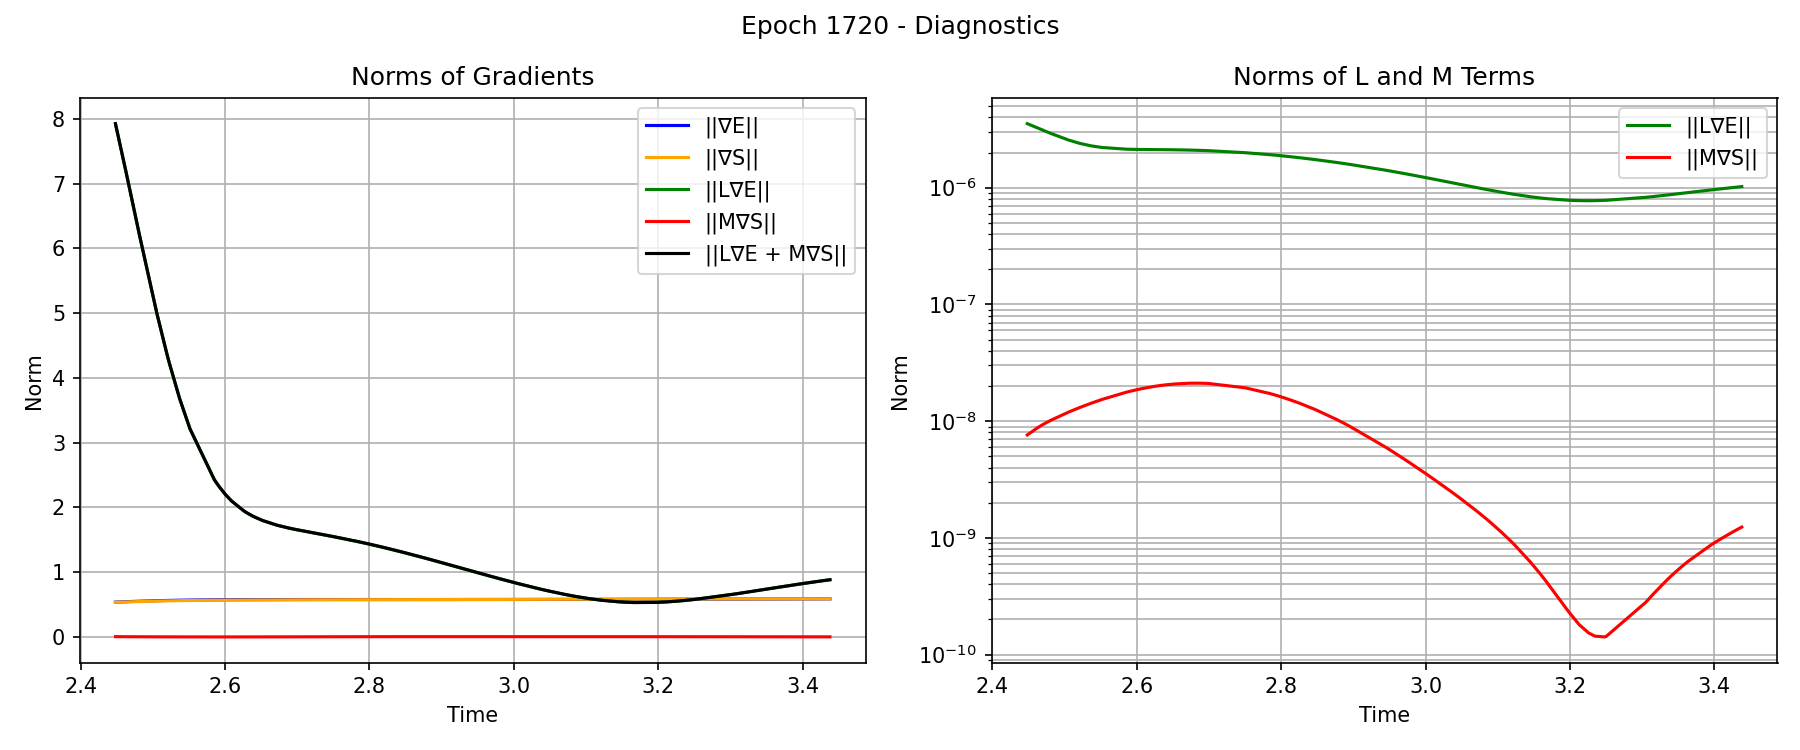 Epoch 1720 - Diagnostics
Norms of Gradients
8
7
6
5
4
3
2
1
0
Norm
2.4
2.6
2.8
3.0
3.2
3.4
Time
||∇E||
||∇S||
||L∇E||
||M∇S||
||L∇E + M∇S||
Norms of L and M Terms
10⁻⁶
10⁻⁷
10⁻⁸
10⁻⁹
10⁻¹⁰
Norm
2.4
2.6
2.8
3.0
3.2
3.4
Time
||L∇E||
||M∇S||